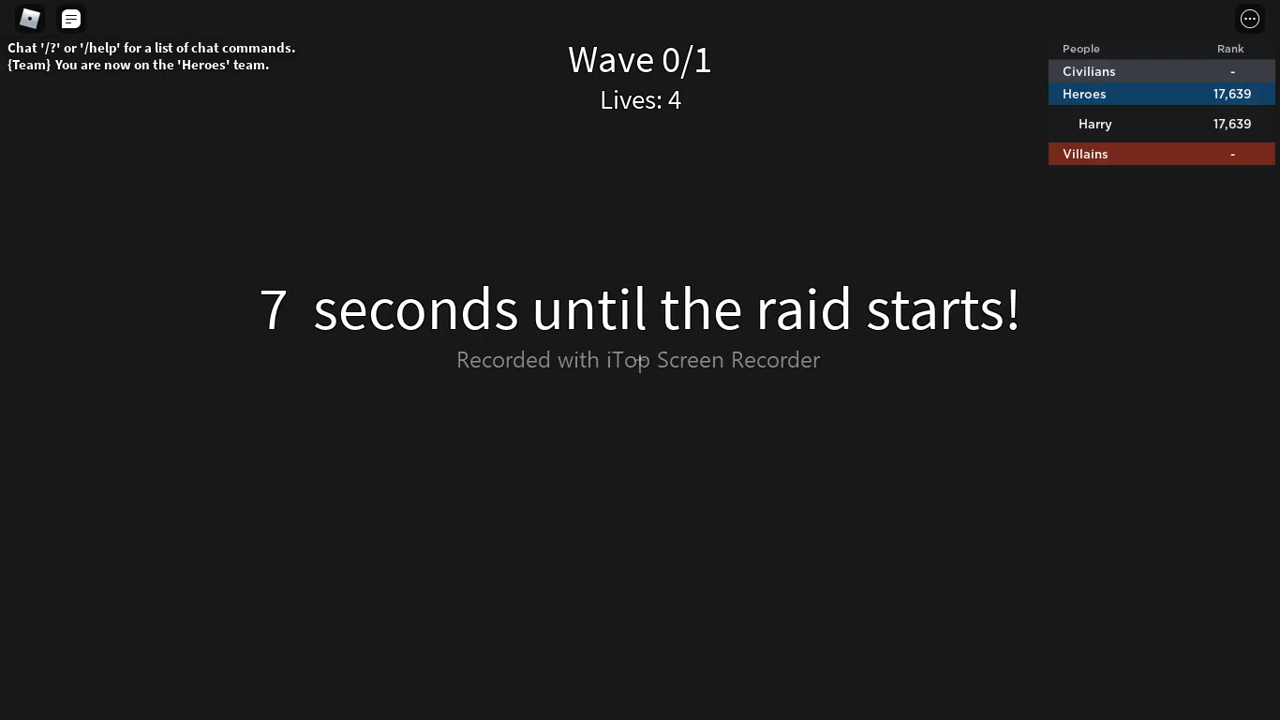 Chat '/?' or '/help' for a list of chat commands.
{Team} You are now on the 'Heroes' team.
Wave 0/1
Lives: 4
People Rank
Civilians -
Heroes 17,639
Harry 17,639
Villains -
7 seconds until the raid starts!
Recorded with iTop Screen Recorder